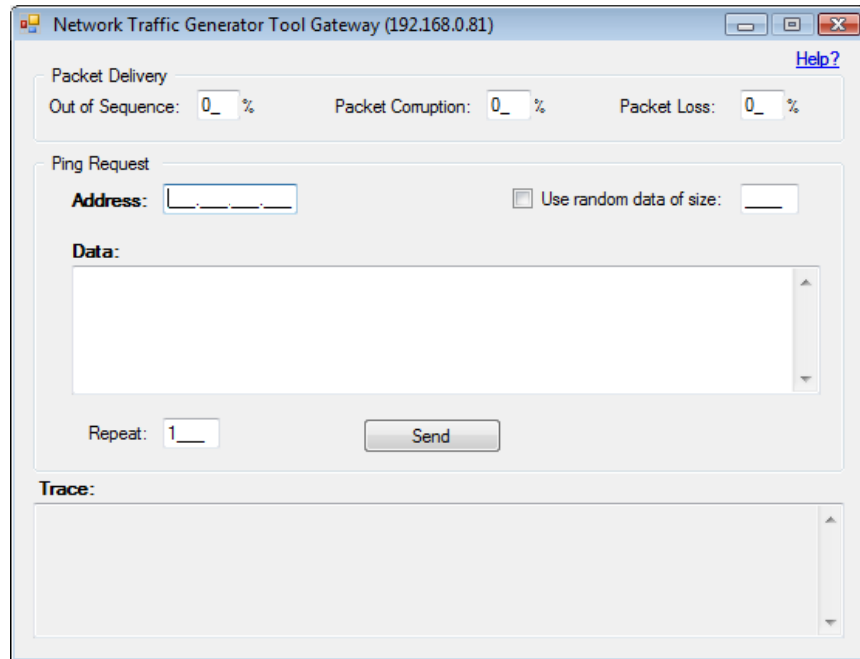 Network Traffic Generator Tool Gateway (192.168.0.81)
Help?
Packet Delivery
Out of Sequence: 0_ % Packet Corruption: 0_ % Packet Loss: 0_ %
Ping Request
Address: ___.___.___.___ Use random data of size: ____
Data:
Repeat: 1___ Send
Trace: